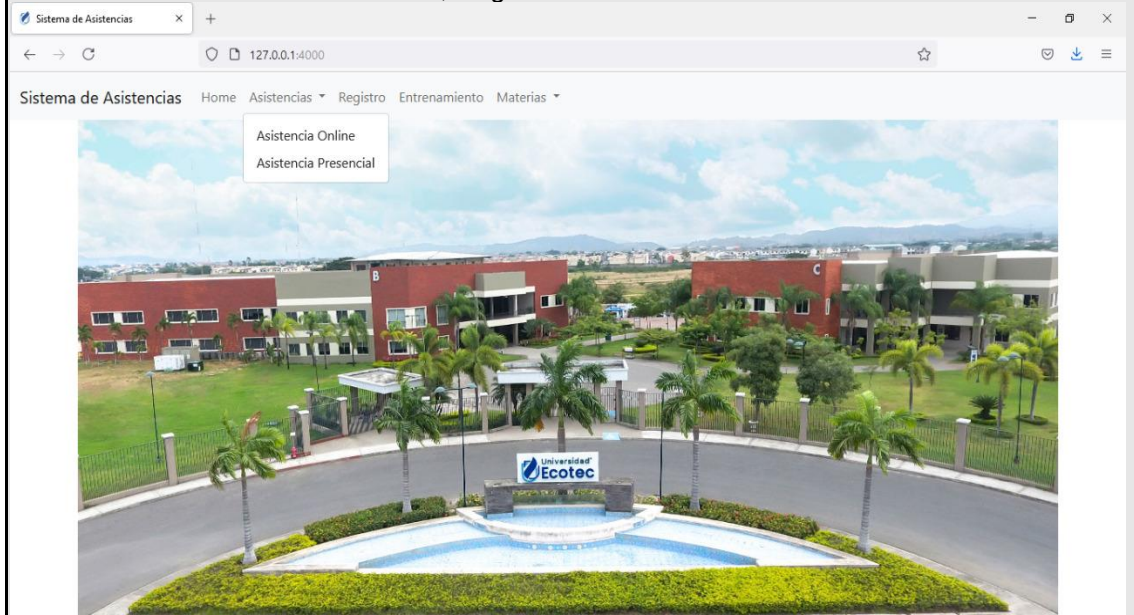 Sistema de Asistencias
127.0.0.1:4000
Sistema de Asistencias Home Asistencias Registro Entrenamiento Materias
Asistencia Online
Asistencia Presencial
B
C
Universidad
Ecotec